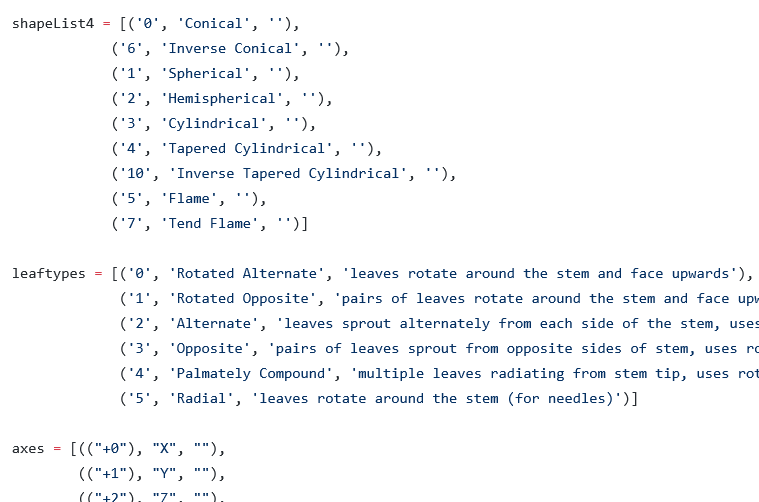 shapeList4 = [('0', 'Conical', ''),
('6', 'Inverse Conical', ''),
('1', 'Spherical', ''),
('2', 'Hemispherical', ''),
('3', 'Cylindrical', ''),
('4', 'Tapered Cylindrical', ''),
('10', 'Inverse Tapered Cylindrical', ''),
('5', 'Flame', ''),
('7', 'Tend Flame', '')]
leaftypes = [('0', 'Rotated Alternate', 'leaves rotate around the stem and face upwards'),
('1', 'Rotated Opposite', 'pairs of leaves rotate around the stem and face upw
('2', 'Alternate', 'leaves sprout alternately from each side of the stem, uses
('3', 'Opposite', 'pairs of leaves sprout from opposite sides of stem, uses ro
('4', 'Palmately Compound', 'multiple leaves radiating from stem tip, uses rot
('5', 'Radial', 'leaves rotate around the stem (for needles)')]
axes = [(("+0"), "X", ""),
(("+1"), "Y", ""),
(("+2"), "Z", ""),